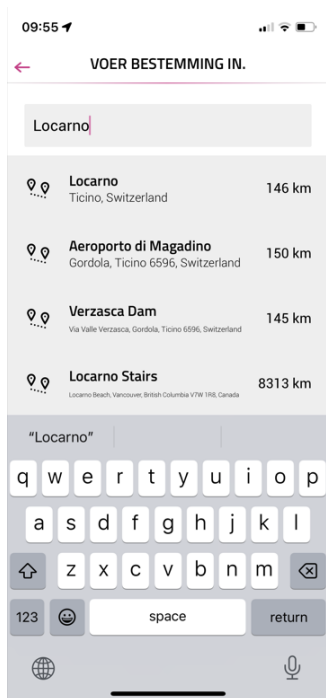 09:55
VOER BESTEMMING IN.
Locarno
Locarno
Ticino, Switzerland
146 km
Aeroporto di Magadino
Gordola, Ticino 6596, Switzerland
150 km
Verzasca Dam
Via Valle Verzasca, Gordola, Ticino 6596, Switzerland
145 km
Locarno Stairs
Locarno Beach, Vancouver, British Columbia V7W 1R8, Canada
8313 km
“Locarno”
q w e r t y u i o p
a s d f g h j k l
z x c v b n m
123 space return